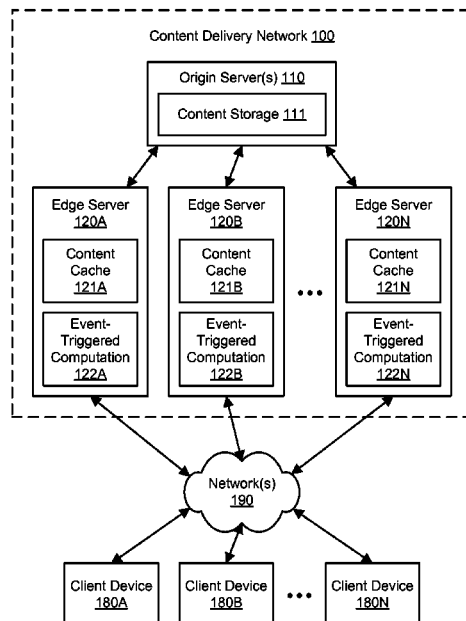 Content Delivery Network 100
Origin Server(s) 110
Content Storage 111
Edge Server
120A
Content
Cache
121A
Event-
Triggered
Computation
122A
Edge Server
120B
Content
Cache
121B
Event-
Triggered
Computation
122B
Edge Server
120N
Content
Cache
121N
Event-
Triggered
Computation
122N
Network(s)
190
Client Device
180A
Client Device
180B
Client Device
180N